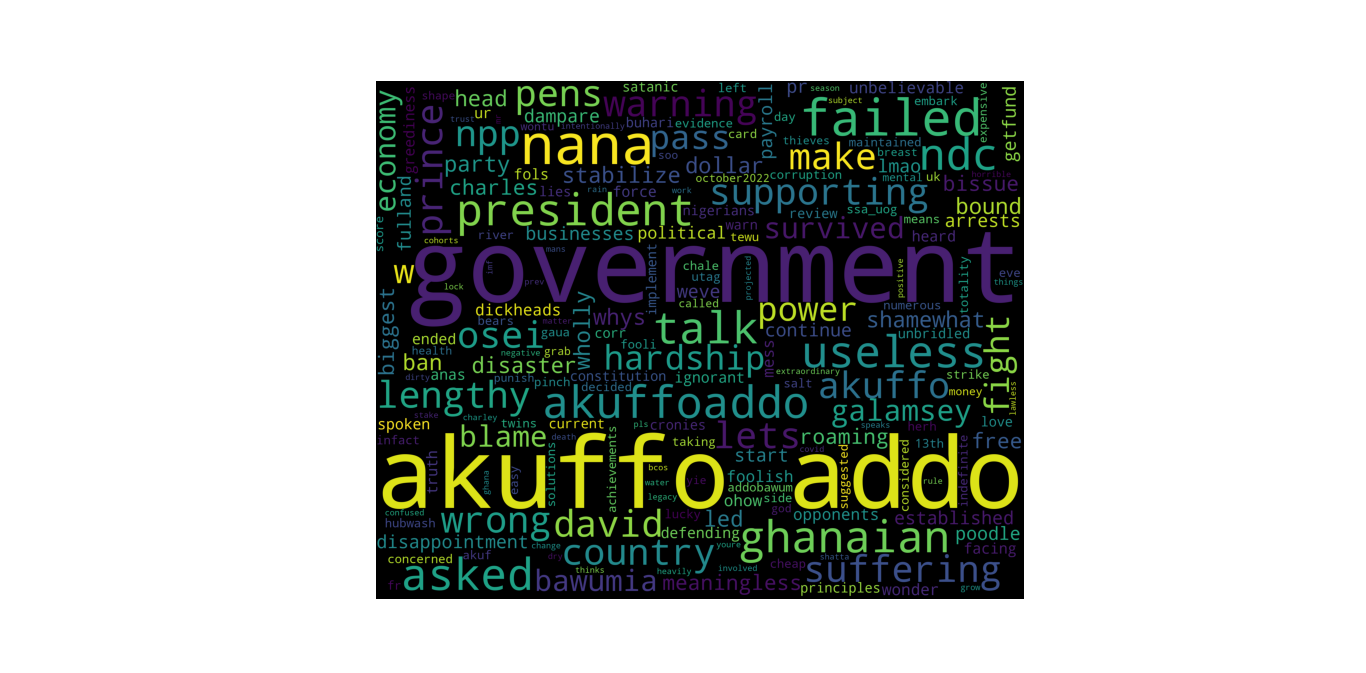 satanic
left
pr
season
unbelievable
economy
greediness
shape
head
pens
warning
payroll
subject
embark
expensive
getfund
trust
ur
dampare
buhari
evidence
day
failed
prince
npp
wontu
intentionally
nana
pass
card
thieves
maintained
ndc
party
soo
make
breast
lmao
fols
stabilize
dollar
corruption
charles
lies
rain
force
work
october2022
mental
uk
horrible
bissue
fulland
score
president
nigerians
supporting
review
ssa_uog
means
bound
arrests
river
warn
survived
cohorts
businesses
political
tewu
heard
mans
w
government
imf
prev
lock
chale
utag
weve
implement
projected
positive
totality
eve
things
called
dickheads
power
numerous
biggest
bears
matter
whys
shamewhat
ended
osei
gaua
corr
talk
continue
unbridled
fight
health
negative
grab
wholly
fooli
mess
useless
ban
disaster
hardship
extraordinary
dirty
anas
punish
pinch
constitution
ignorant
salt
akuffo
strike
lengthy
decided
money
lawless
stake
akuffoaddo
galamsey
charley
twins
current
pls
cronies
speaks
herh
love
spoken
infact
blame
death
taking
lets
roaming
13th
free
truth
akuffo addo
achievements
bcos
covid
start
suggested
considered
indefinite
ghana
easy
solutions
water
yie
foolish
rule
legacy
addobawum
god
confused
ohow
side
hubwash
wrong
david
lucky
led
opponents
established
defending
poodle
disappointment
change
youre
ghanaian
facing
concerned
akuf
country
dry
shatta
thinks
heavily
involved
cheap
suffering
fr
asked
bawumia
meaningless
principles
wonder
grow